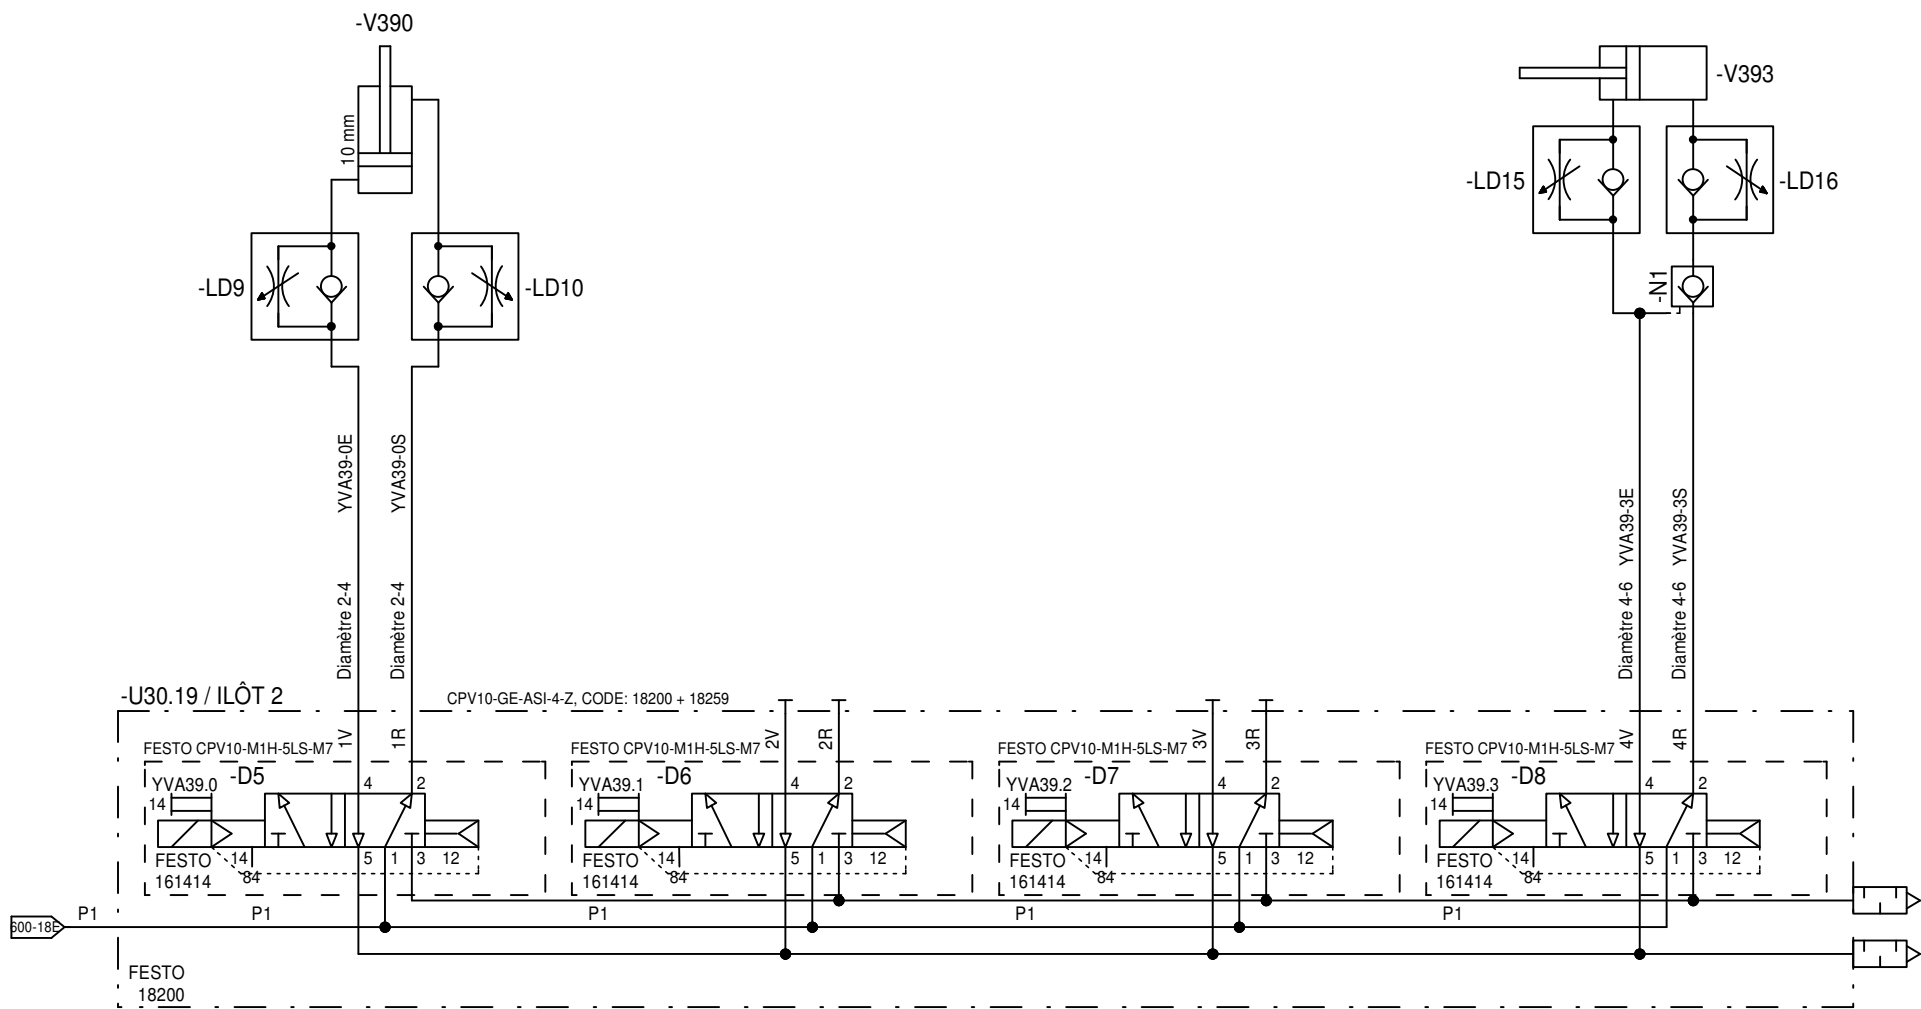 -V390
-V393
10 mm
-LD15
-LD16
-LD9
-LD10
-N1
YVA39-0E
YVA39-0S
YVA39-3E
YVA39-3S
Diamètre 2-4
Diamètre 2-4
Diamètre 4-6
Diamètre 4-6
-U30.19 / ILÔT 2
CPV10-GE-ASI-4-Z, CODE: 18200 + 18259
1V
1R
2V
2R
3V
3R
4V
4R
FESTO CPV10-M1H-5LS-M7
FESTO CPV10-M1H-5LS-M7
FESTO CPV10-M1H-5LS-M7
FESTO CPV10-M1H-5LS-M7
YVA39.0
-D5
4
2
14
14
5
1
3
12
FESTO
161414
84
YVA39.1
-D6
4
2
14
14
5
1
3
12
FESTO
161414
84
YVA39.2
-D7
4
2
14
14
5
1
3
12
FESTO
161414
84
YVA39.3
-D8
4
2
14
14
5
1
3
12
FESTO
161414
84
600-18E
P1
P1
P1
P1
P1
FESTO
18200